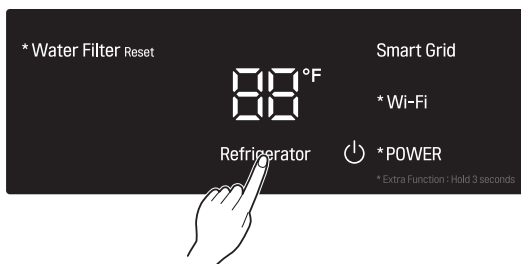 * Water Filter Reset
Smart Grid
88 °F
* Wi-Fi
Refrigerator
* POWER
* Extra Function : Hold 3 seconds